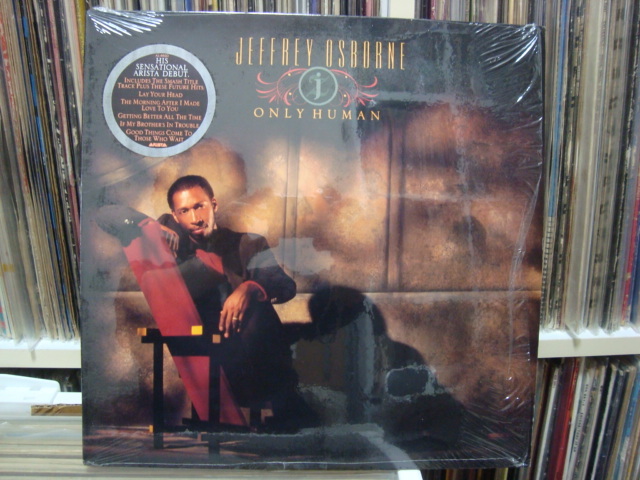 JEFFREY OSBORNE
j
ONLY HUMAN
HIS
SENSATIONAL
ARISTA DEBUT.
INCLUDES THE SMASH TITLE
TRACK PLUS THESE FUTURE HITS:
LAY YOUR HEAD
THE MORNING AFTER I MADE
LOVE TO YOU
GETTING BETTER ALL THE TIME
IF MY BROTHER'S IN TROUBLE
GOOD THINGS COME TO
THOSE WHO WAIT
ARISTA